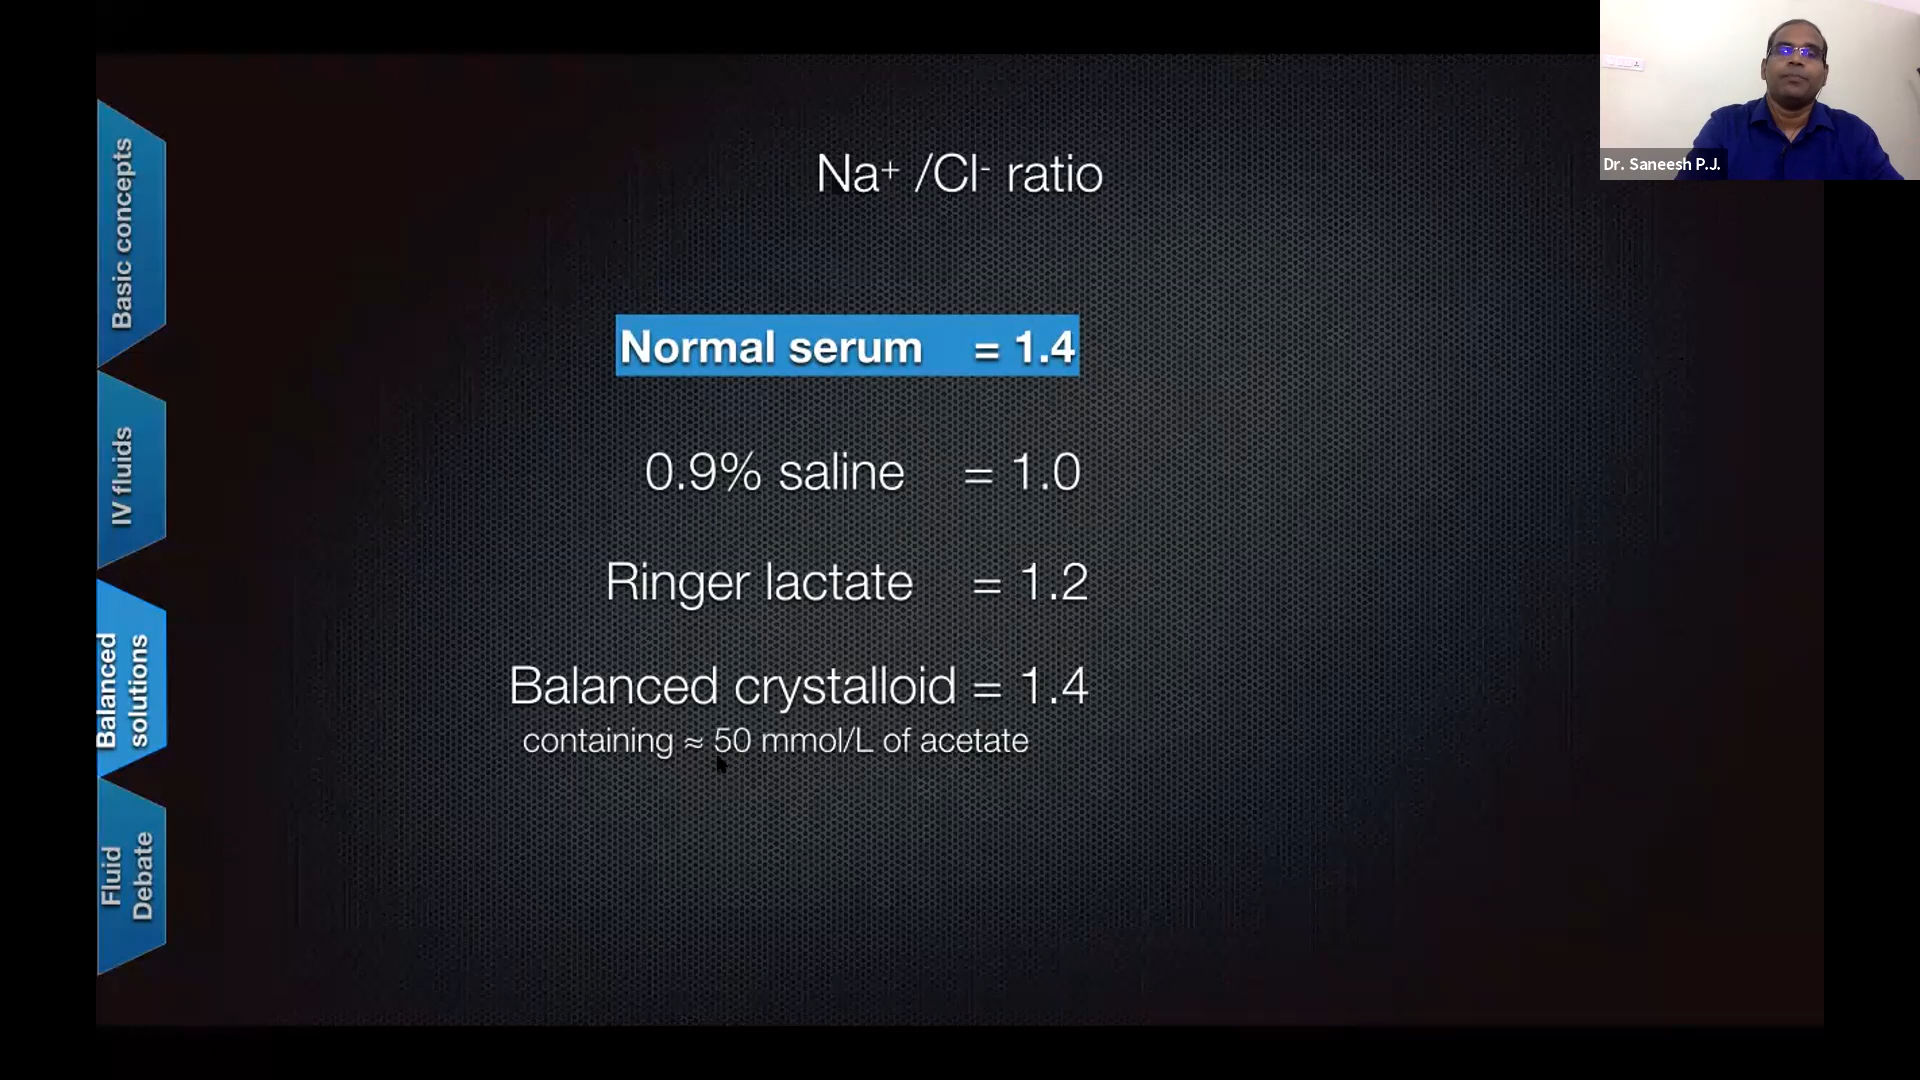 Na⁺ /Cl⁻ ratio
Normal serum = 1.4
0.9% saline = 1.0
Ringer lactate = 1.2
Balanced crystalloid = 1.4
containing ≈ 50 mmol/L of acetate
Basic concepts
IV fluids
Balanced
solutions
Fluid
Debate
Dr. Saneesh P.J.